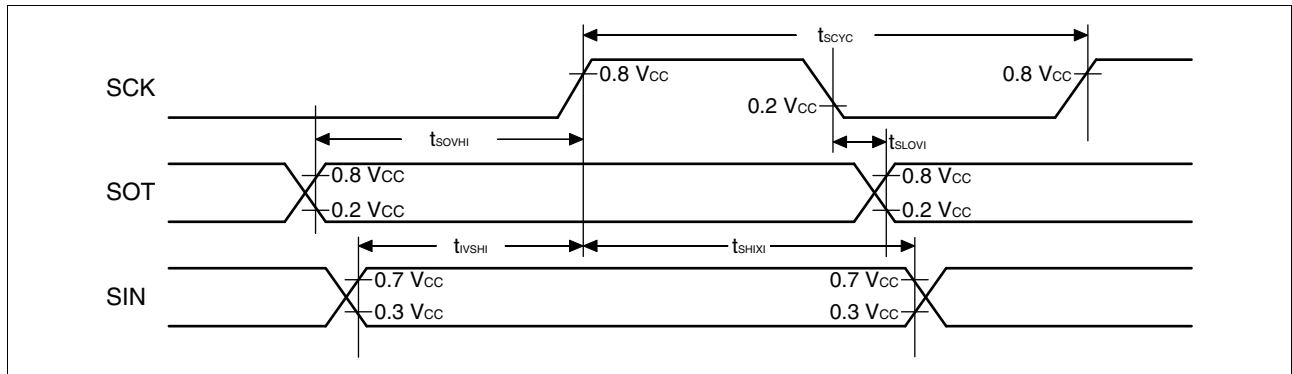 tSCYC
SCK
0.8 VCC
0.8 VCC
0.2 VCC
tSOVHI
tSLOVI
SOT
0.8 VCC
0.8 VCC
0.2 VCC
0.2 VCC
tIVSHI
tSHIXI
SIN
0.7 VCC
0.7 VCC
0.3 VCC
0.3 VCC